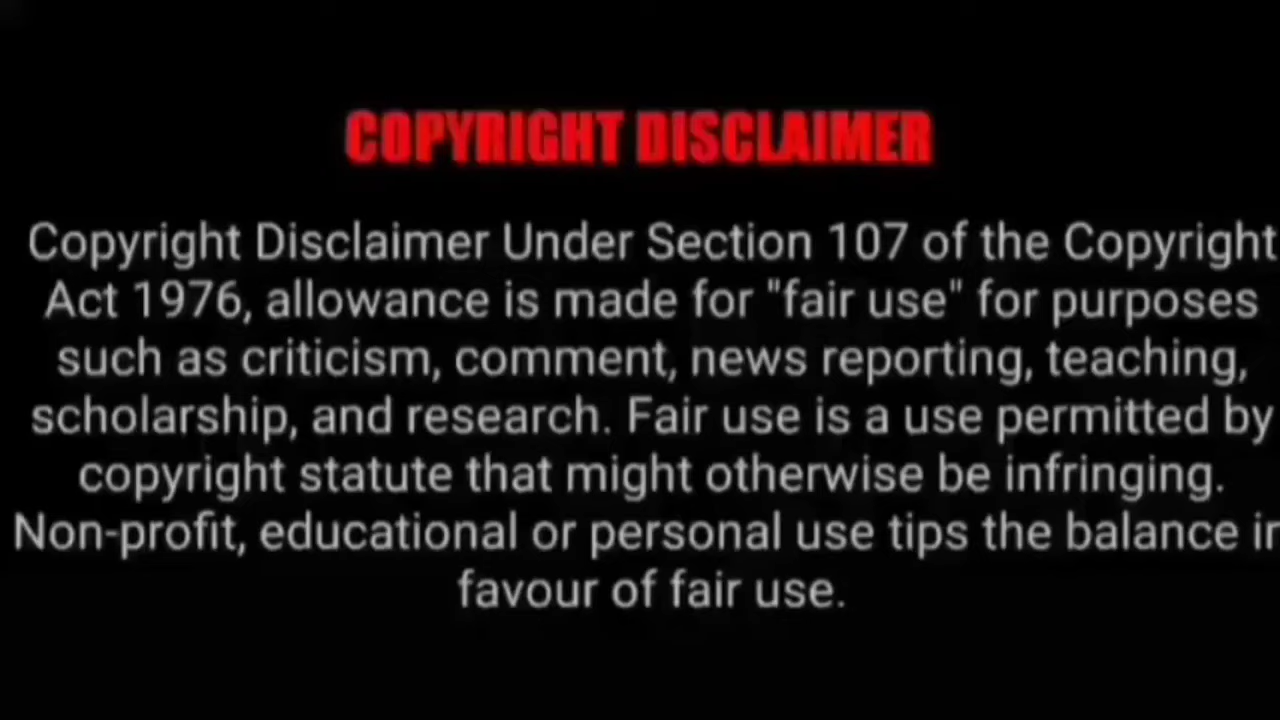 COPYRIGHT DISCLAIMER
Copyright Disclaimer Under Section 107 of the Copyright
Act 1976, allowance is made for "fair use" for purposes
such as criticism, comment, news reporting, teaching,
scholarship, and research. Fair use is a use permitted by
copyright statute that might otherwise be infringing.
Non-profit, educational or personal use tips the balance in
favour of fair use.